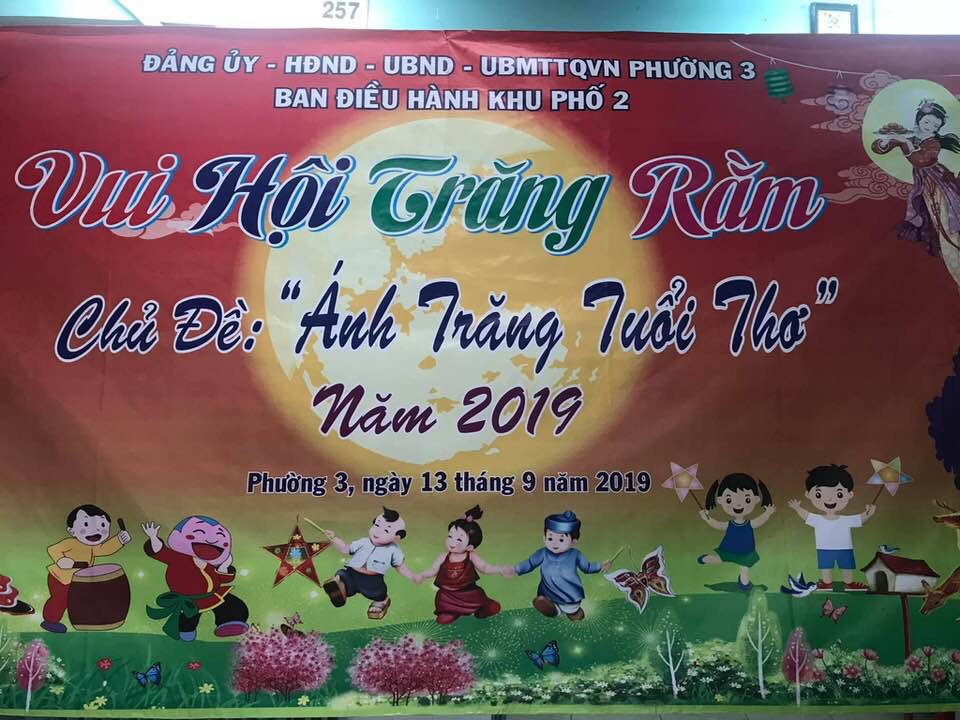 257
ĐẢNG ỦY - HĐND - UBND - UBMTTQVN PHƯỜNG 3
BAN ĐIỀU HÀNH KHU PHỐ 2
Vui Hội Trăng Rằm
Chủ Đề: "Ánh Trăng Tuổi Thơ"
Năm 2019
Phường 3, ngày 13 tháng 9 năm 2019